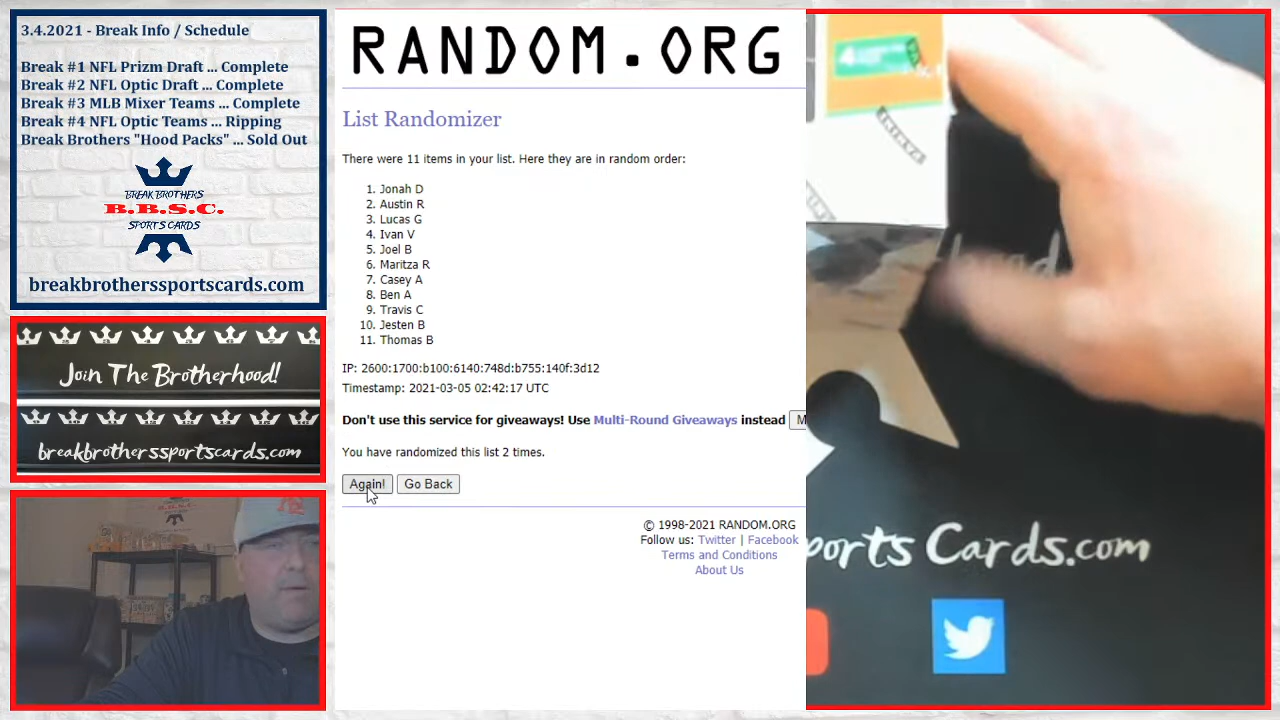 3.4.2021 - Break Info / Schedule
Break #1 NFL Prizm Draft ... Complete
Break #2 NFL Optic Draft ... Complete
Break #3 MLB Mixer Teams ... Complete
Break #4 NFL Optic Teams ... Ripping
Break Brothers "Hood Packs" ... Sold Out
BREAK BROTHERS
B.B.S.C.
SPORTS CARDS
breakbrotherssportscards.com
Join The Brotherhood!
breakbrotherssportscards.com
RANDOM.ORG
List Randomizer
There were 11 items in your list. Here they are in random order:
1. Jonah D
2. Austin R
3. Lucas G
4. Ivan V
5. Joel B
6. Maritza R
7. Casey A
8. Ben A
9. Travis C
10. Jesten B
11. Thomas B
IP: 2600:1700:b100:6140:748d:b755:140f:3d12
Timestamp: 2021-03-05 02:42:17 UTC
Don't use this service for giveaways! Use Multi-Round Giveaways instead
You have randomized this list 2 times.
Again! Go Back
© 1998-2021 RANDOM.ORG
Follow us: Twitter | Facebook
Terms and Conditions
About Us
ports Cards.com